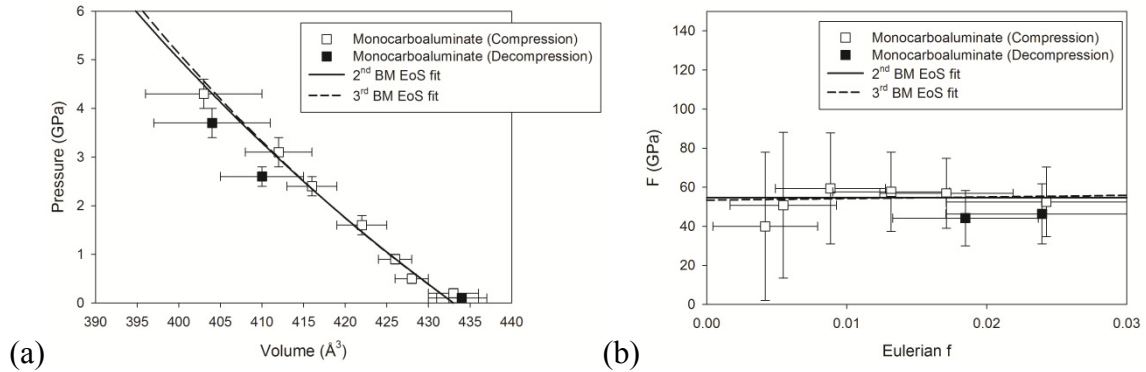 Monocarboaluminate (Compression)
Monocarboaluminate (Decompression)
2nd BM EoS fit
3rd BM EoS fit
Pressure (GPa)
6
5
4
3
2
1
0
390 395 400 405 410 415 420 425 430 435 440
Volume (Å3)
(a)
Monocarboaluminate (Compression)
Monocarboaluminate (Decompression)
2nd BM EoS fit
3rd BM EoS fit
F (GPa)
140
120
100
80
60
40
20
0
0.00 0.01 0.02 0.03
Eulerian f
(b)